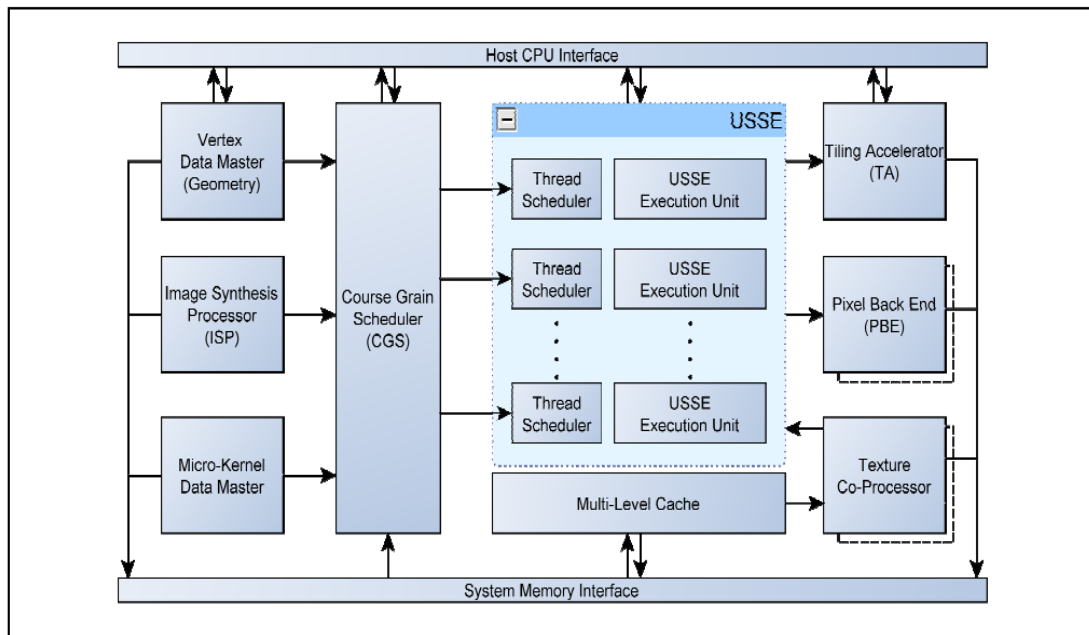 Host CPU Interface
Vertex
Data Master
(Geometry)
Image Synthesis
Processor
(ISP)
Micro-Kernel
Data Master
Course Grain
Scheduler
(CGS)
USSE
Thread
Scheduler
USSE
Execution Unit
Thread
Scheduler
USSE
Execution Unit
Thread
Scheduler
USSE
Execution Unit
Multi-Level Cache
Tiling Accelerator
(TA)
Pixel Back End
(PBE)
Texture
Co-Processor
System Memory Interface